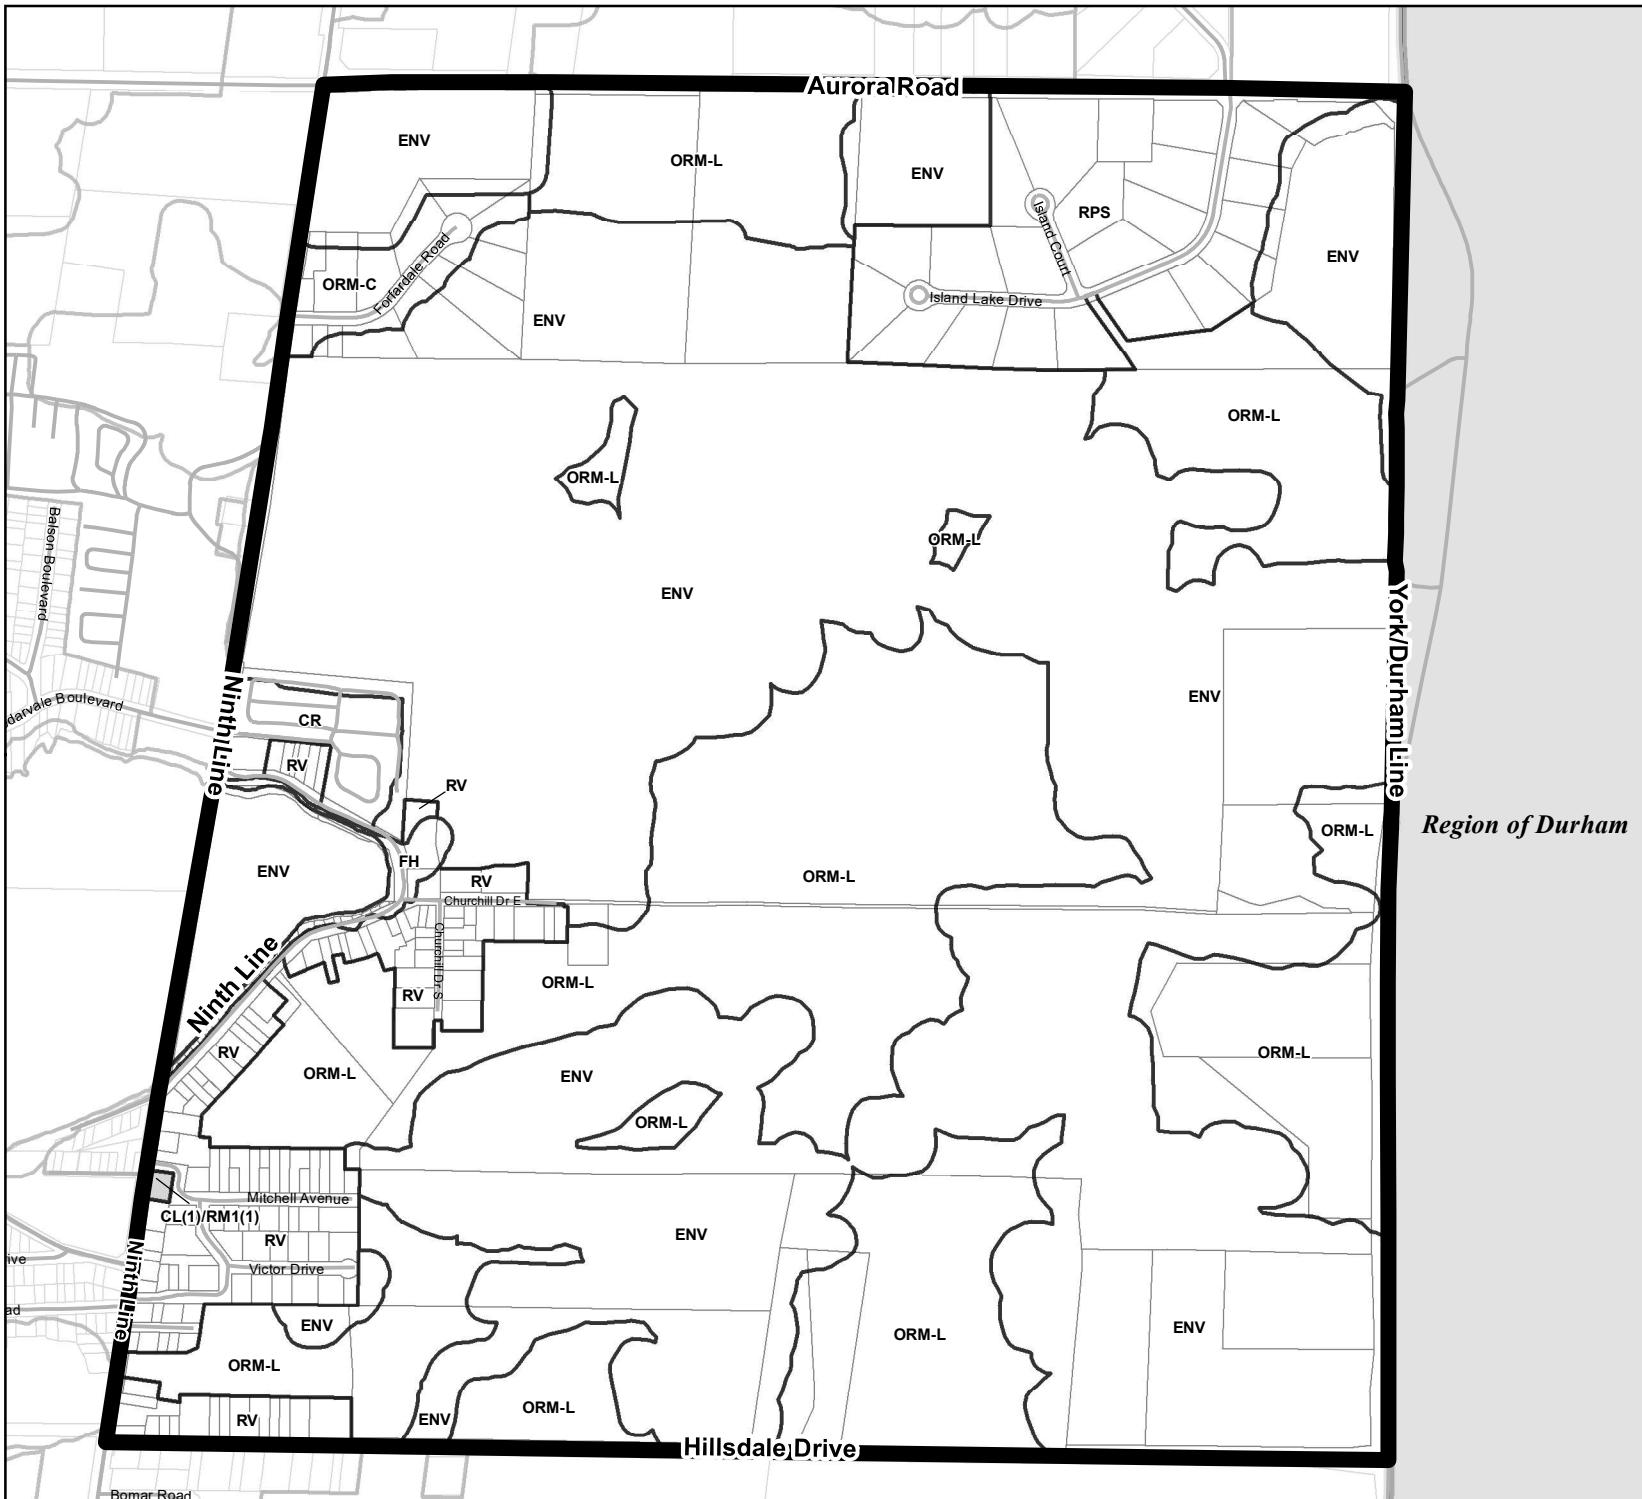 Aurora Road
ENV
ORM-L
ENV
RPS
Island Court
ENV
ORM-C
Forfardale Road
Island Lake Drive
ENV
ORM-L
ORM-L
ORM-L
Balson Boulevard
ENV
York/Durham Line
ENV
darvale Boulevard
Ninth Line
CR
RV
RV
Region of Durham
ORM-L
FH
ENV
RV
ORM-L
Churchill Dr E
Churchill Dr S
Ninth Line
ORM-L
RV
RV
ORM-L
ORM-L
ENV
ORM-L
Mitchell Avenue
CL(1)/RM1(1)
RV
ENV
ive
Victor Drive
Ninth Line
ad
ENV
ORM-L
ENV
ORM-L
ORM-L
RV
ENV
Hillsdale Drive
Bomar Road